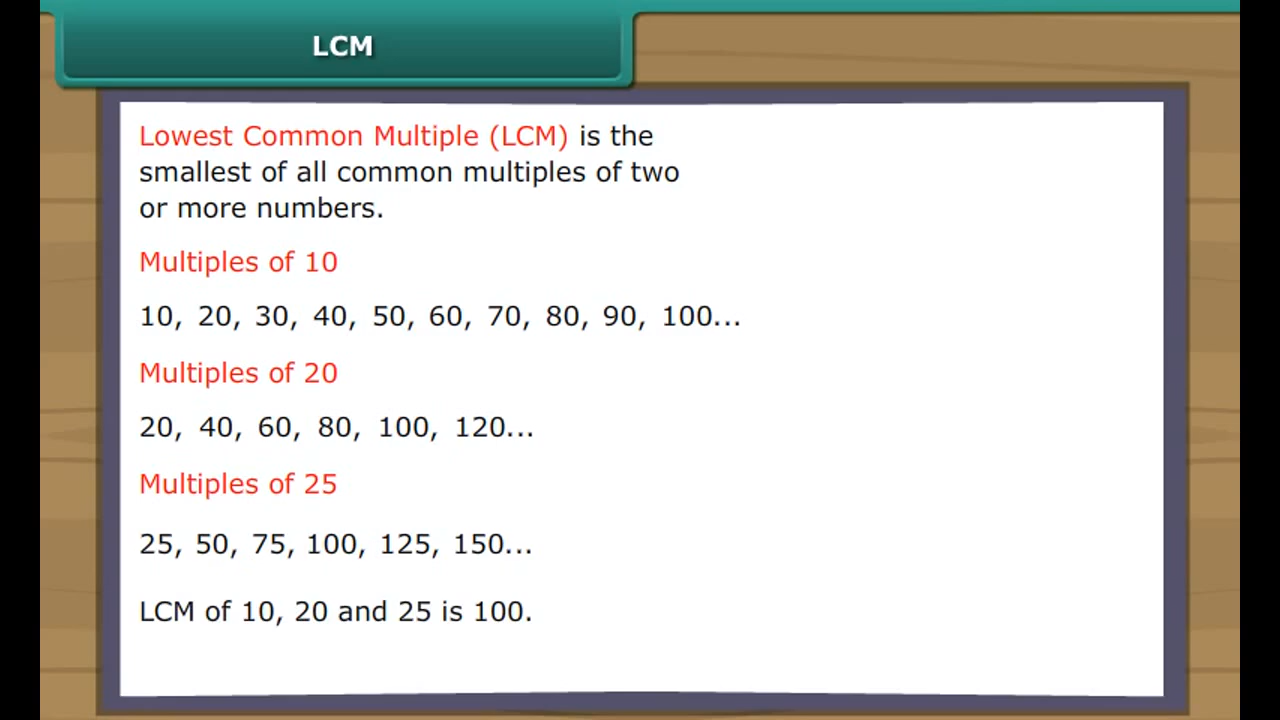 LCM
Lowest Common Multiple (LCM) is the
smallest of all common multiples of two
or more numbers.
Multiples of 10
10, 20, 30, 40, 50, 60, 70, 80, 90, 100...
Multiples of 20
20, 40, 60, 80, 100, 120...
Multiples of 25
25, 50, 75, 100, 125, 150...
LCM of 10, 20 and 25 is 100.